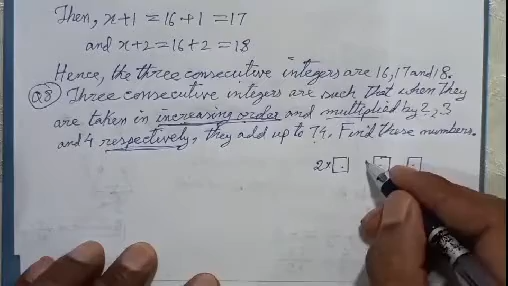 Then, x+1 = 16+1 = 17
and x+2 = 16+2 = 18
Hence, the three consecutive integers are 16, 17 and 18.
Q8 Three consecutive integers are such that when they
are taken in increasing order and multiplied by 2, 3
and 4 respectively, they add up to 74. Find these numbers.
2×